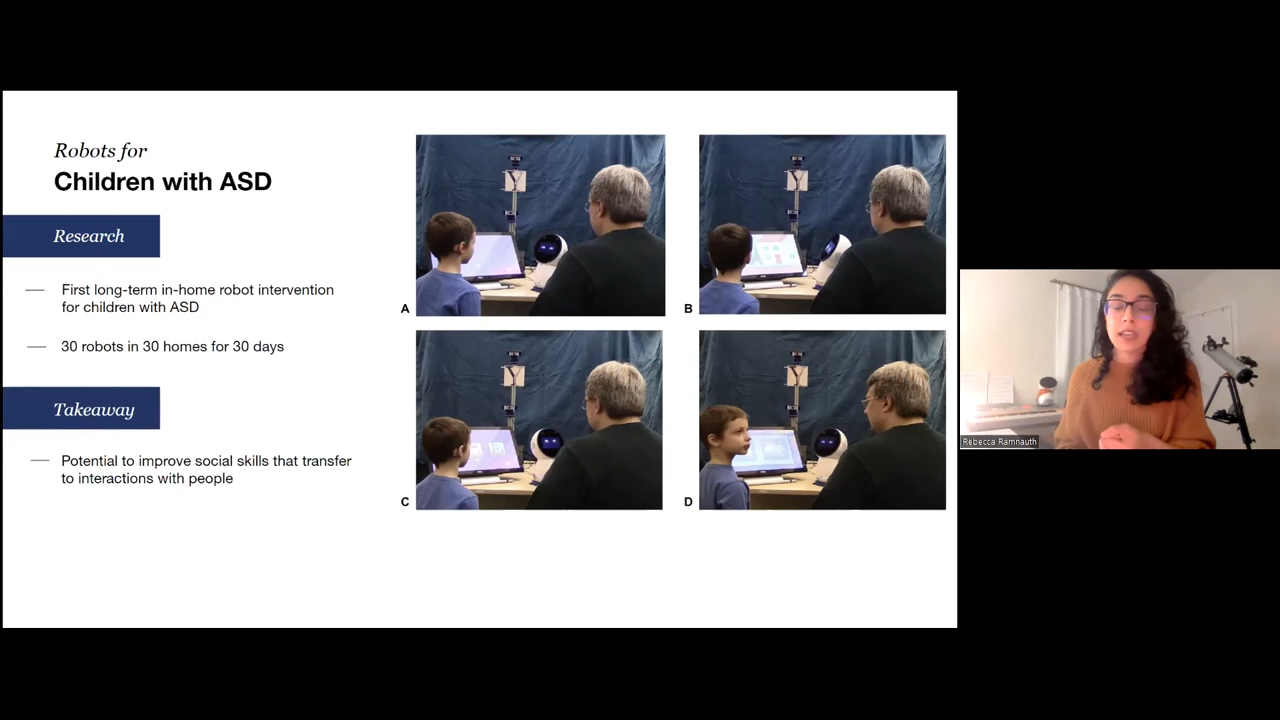 Robots for
Children with ASD
Research
First long-term in-home robot intervention
for children with ASD
30 robots in 30 homes for 30 days
Takeaway
Potential to improve social skills that transfer
to interactions with people
A
B
C
D
Rebecca Ramnauth